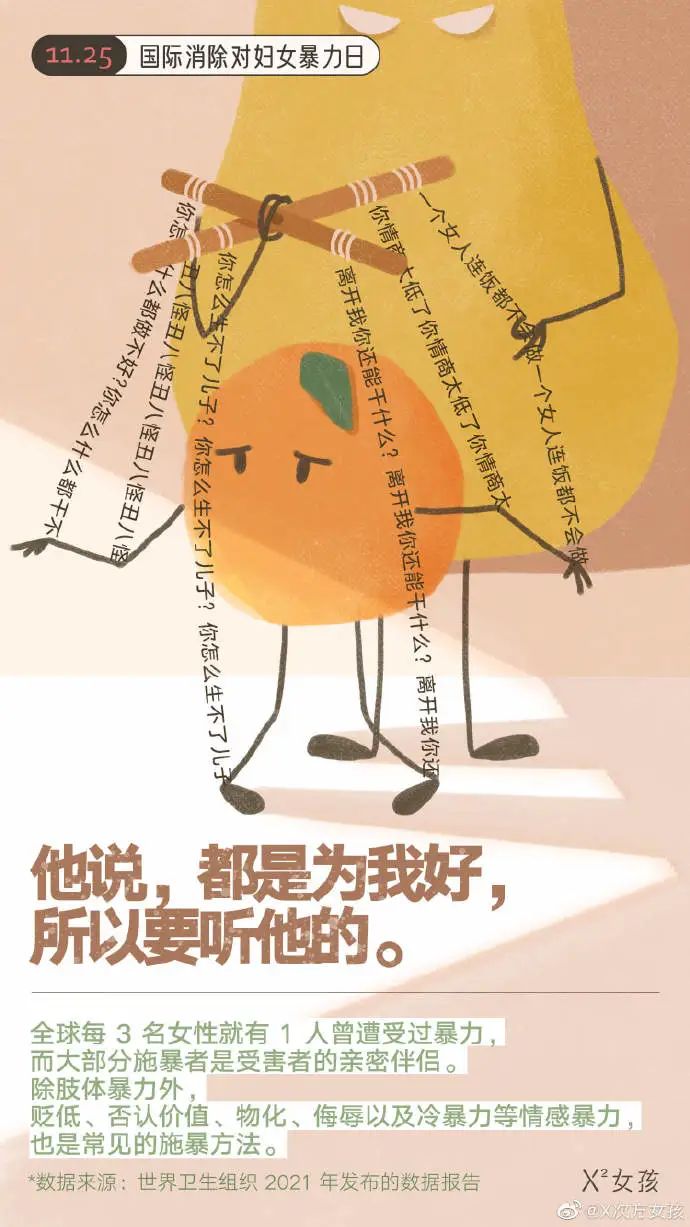 11.25 国际消除对妇女暴力日
你怎么什么都做不好?你怎么什么都干不
丑八怪丑八怪丑八怪丑八怪丑八怪
你怎么生不了儿子？你怎么生不了儿子？你怎么生不了儿子
离开我你还能干什么？离开我你还能干什么？离开我你还
你情商太低了你情商太低了你情商太
一个女人连饭都不会做一个女人连饭都不会做
他说，都是为我好，
所以要听他的。
全球每 3 名女性就有 1 人曾遭受过暴力，
而大部分施暴者是受害者的亲密伴侣。
除肢体暴力外，
贬低、否认价值、物化、侮辱以及冷暴力等情感暴力，
也是常见的施暴方法。
*数据来源：世界卫生组织 2021 年发布的数据报告
X²女孩
@X次方女孩